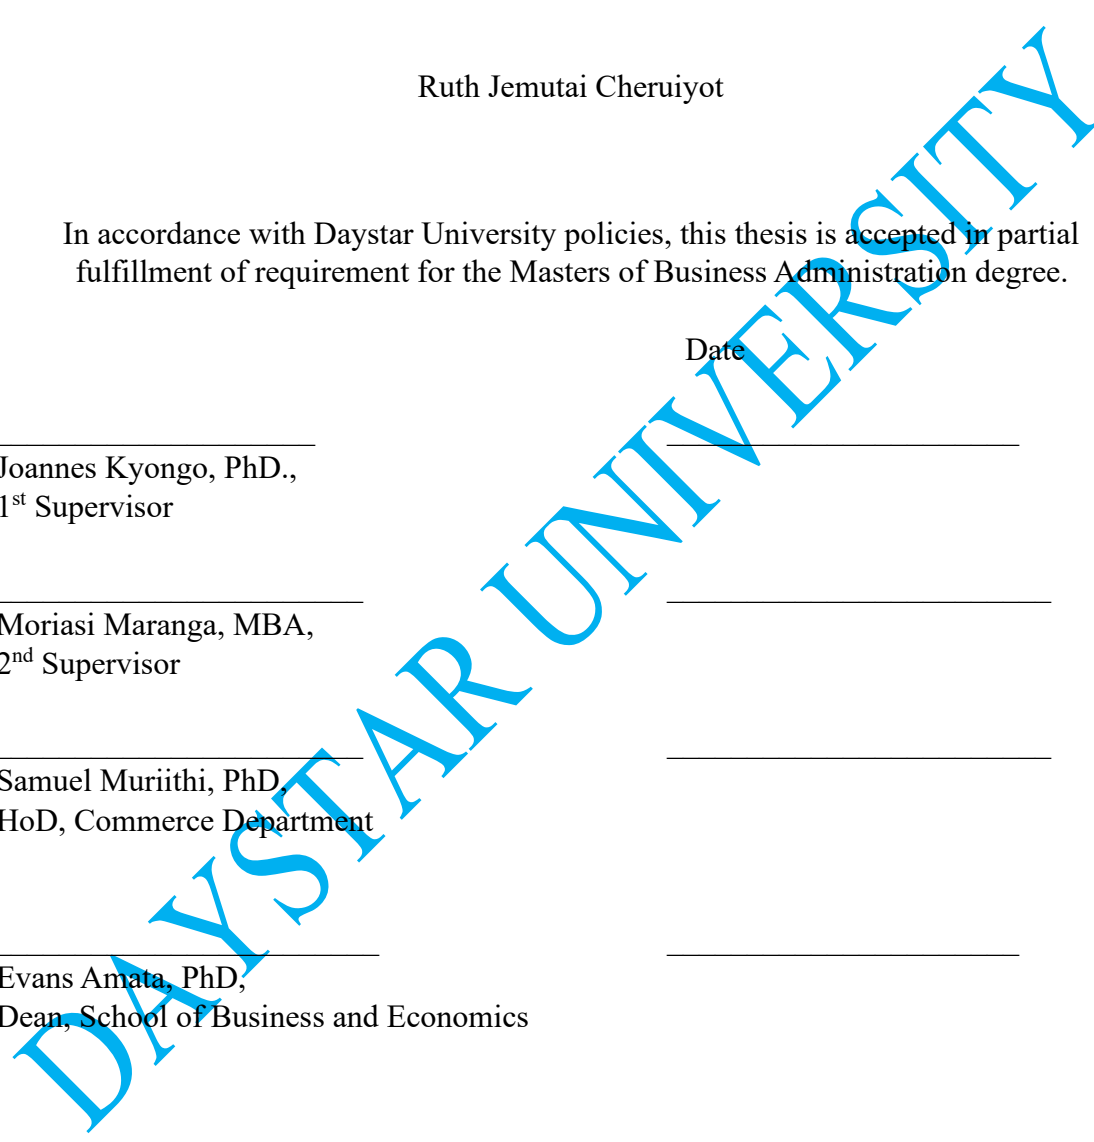 Ruth Jemutai Cheruiyot
In accordance with Daystar University policies, this thesis is accepted in partial
fulfillment of requirement for the Masters of Business Administration degree.
Date
Joannes Kyongo, PhD.,
1st Supervisor
Moriasi Maranga, MBA,
2nd Supervisor
Samuel Muriithi, PhD,
HoD, Commerce Department
Evans Amata, PhD,
Dean, School of Business and Economics
DAYSTAR UNIVERSITY